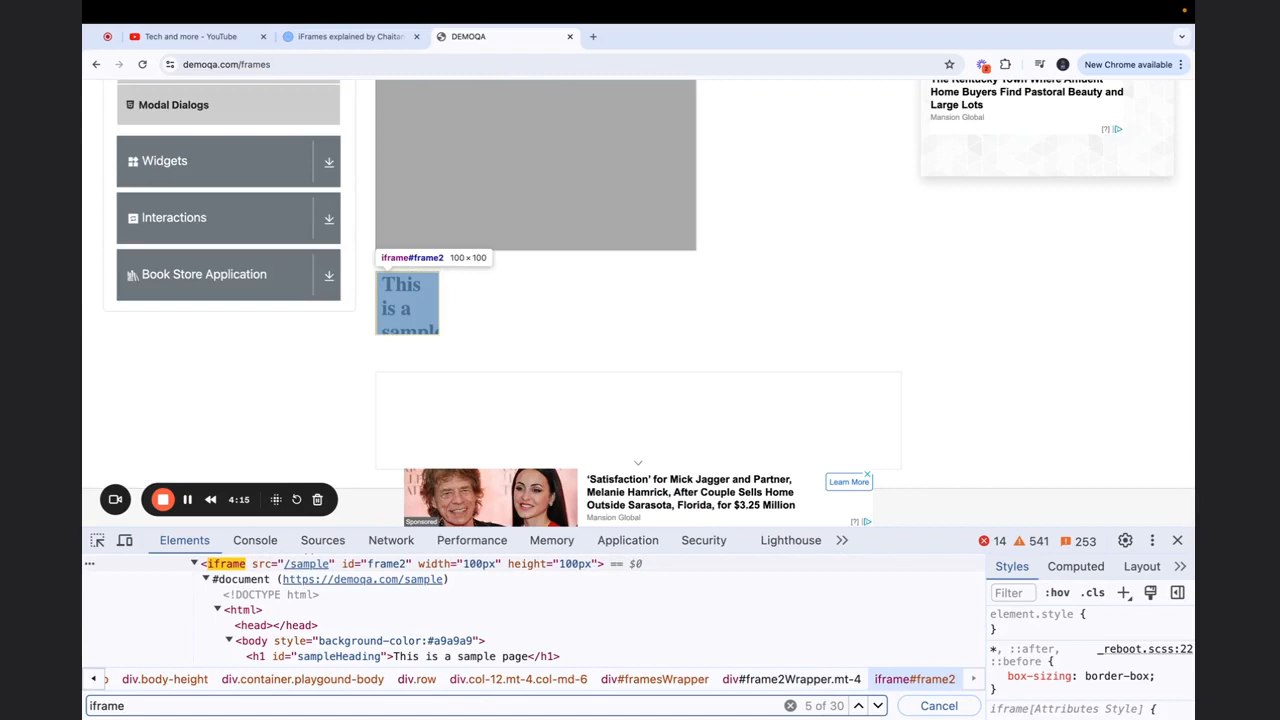 Tech and more - YouTube
iFrames explained by Chaitan
DEMOQA
demoqa.com/frames
2
New Chrome available
Modal Dialogs
Widgets
Interactions
Book Store Application
The Kentucky Town Where Affluent
Home Buyers Find Pastoral Beauty and
Large Lots
Mansion Global
[?]
iframe#frame2 100 × 100
This
is a
sample
4:15
Sponsored
‘Satisfaction’ for Mick Jagger and Partner,
Melanie Hamrick, After Couple Sells Home
Outside Sarasota, Florida, for $3.25 Million
Mansion Global
Learn More
[?]
Elements Console Sources Network Performance Memory Application Security Lighthouse 14 541 253
<iframe src="/sample" id="frame2" width="100px" height="100px"> == $0
#document (https://demoqa.com/sample)
<!DOCTYPE html>
<html>
<head></head>
<body style="background-color:#a9a9a9">
<h1 id="sampleHeading">This is a sample page</h1>
div.body-height div.container.playgound-body div.row div.col-12.mt-4.col-md-6 div#framesWrapper div#frame2Wrapper.mt-4 iframe#frame2
iframe 5 of 30 Cancel
Styles Computed Layout
Filter :hov .cls
element.style {
}
*, ::after, _reboot.scss:22
::before {
box-sizing: border-box;
}
iframe[Attributes Style] {